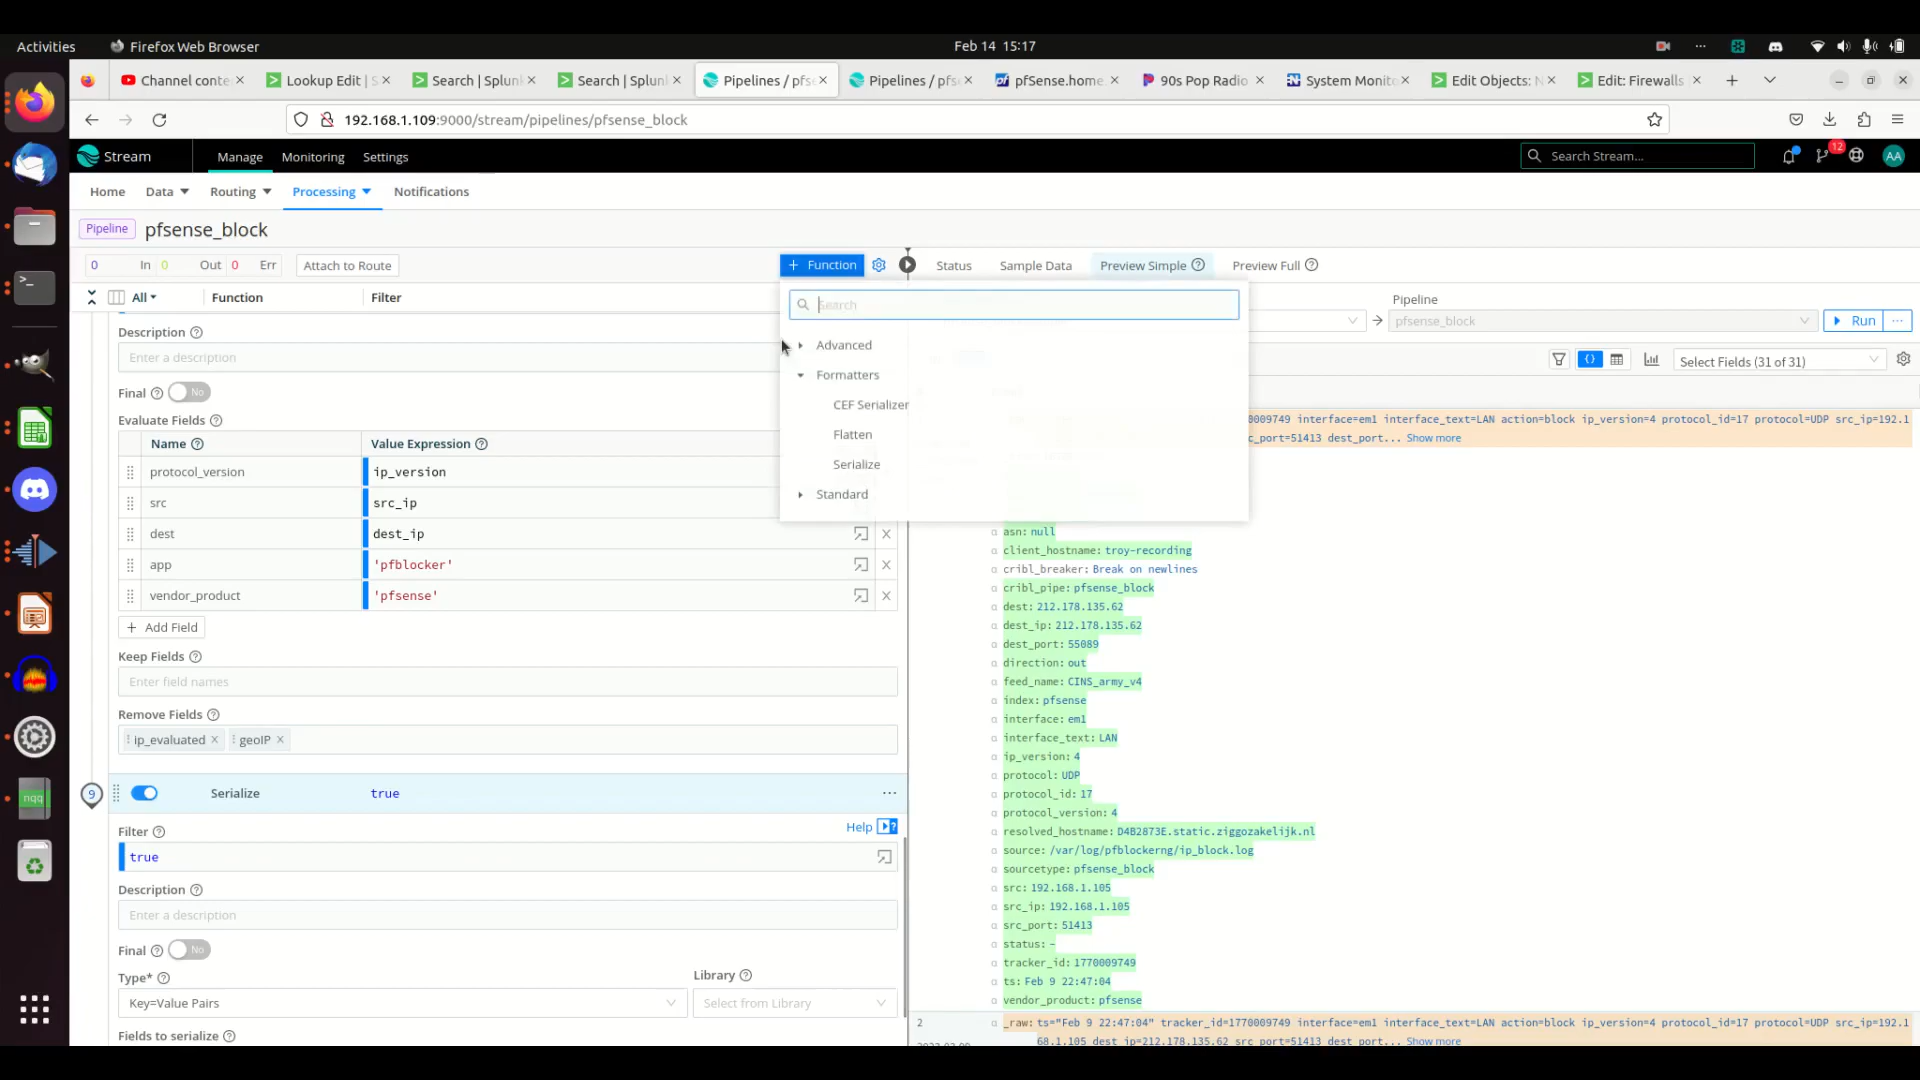 Activities
Firefox Web Browser
Feb 14 15:17
Channel conte
Lookup Edit | S
Search | Splunk
Search | Splun
Pipelines / pfse
Pipelines / pfs
pfSense.home.
90s Pop Radio
System Monito
Edit Objects: N
Edit: Firewalls
192.168.1.109:9000/stream/pipelines/pfsense_block
Stream
Manage
Monitoring
Settings
Search Stream...
12
AA
Home
Data
Routing
Processing
Notifications
Pipeline
pfsense_block
0 In 0 Out 0 Err
Attach to Route
+ Function
Status
Sample Data
Preview Simple
Preview Full
All
Function
Filter
Search
Advanced
Formatters
CEF Serializer
Flatten
Serialize
Standard
Pipeline
pfsense_block
Run
Select Fields (31 of 31)
Description
Enter a description
Final
No
Evaluate Fields
Name
Value Expression
protocol_version
ip_version
src
src_ip
dest
dest_ip
app
'pfblocker'
vendor_product
'pfsense'
+ Add Field
Keep Fields
Enter field names
Remove Fields
ip_evaluated
geoIP
9
Serialize
true
Filter
Help
true
Description
Enter a description
Final
No
Type*
Library
Key=Value Pairs
Select from Library
Fields to serialize
0009749 interface=em1 interface_text=LAN action=block ip_version=4 protocol_id=17 protocol=UDP src_ip=192.1
c_port=51413 dest_port... Show more
asn: null
client_hostname: troy-recording
cribl_breaker: Break on newlines
cribl_pipe: pfsense_block
dest: 212.178.135.62
dest_ip: 212.178.135.62
dest_port: 55089
direction: out
feed_name: CINS_army_v4
index: pfsense
interface: em1
interface_text: LAN
ip_version: 4
protocol: UDP
protocol_id: 17
protocol_version: 4
resolved_hostname: D4B2873E.static.ziggozakelijk.nl
source: /var/log/pfblockerng/ip_block.log
sourcetype: pfsense_block
src: 192.168.1.105
src_ip: 192.168.1.105
src_port: 51413
status: -
tracker_id: 1770009749
ts: Feb 9 22:47:04
vendor_product: pfsense
2
_raw: ts="Feb 9 22:47:04" tracker_id=1770009749 interface=em1 interface_text=LAN action=block ip_version=4 protocol_id=17 protocol=UDP src_ip=192.1
68.1.105 dest_ip=212.178.135.62 src_port=51413 dest_port... Show more